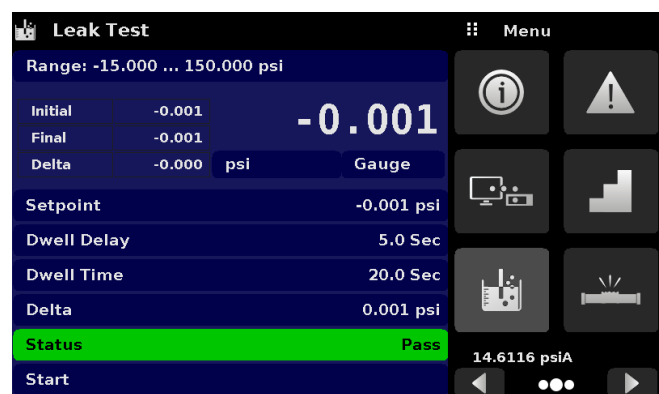 Leak Test
Menu
Range: -15.000 ... 150.000 psi
Initial -0.001
Final -0.001
Delta -0.000
-0.001
psi Gauge
Setpoint -0.001 psi
Dwell Delay 5.0 Sec
Dwell Time 20.0 Sec
Delta 0.001 psi
Status Pass
Start
14.6116 psiA